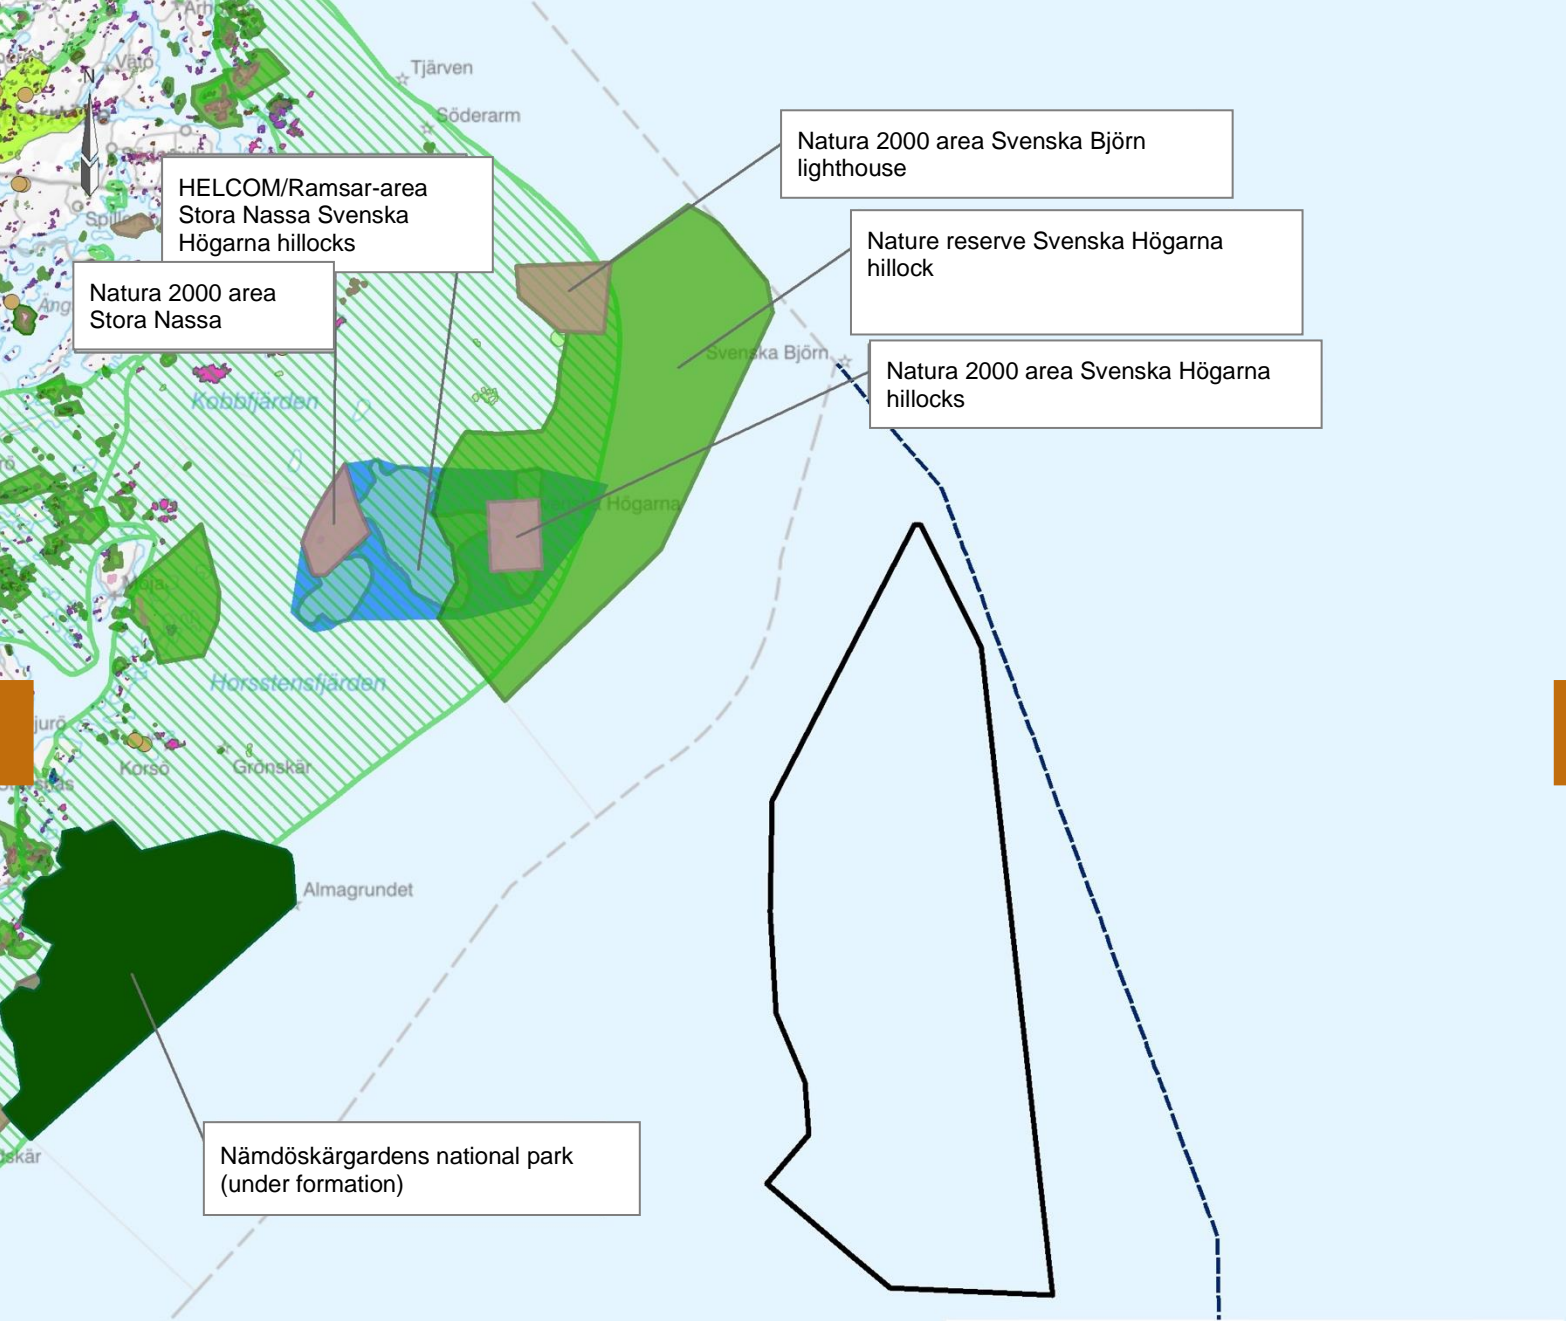 Tjärven
Söderarm
Vätö
N
Natura 2000 area Svenska Björn
lighthouse
HELCOM/Ramsar-area
Stora Nassa Svenska
Högarna hillocks
Nature reserve Svenska Högarna
hillock
Natura 2000 area
Stora Nassa
Svenska Björn
Natura 2000 area Svenska Högarna
hillocks
Kobbfjärden
Högarna
Möja
Horsstensfjärden
Korsö
Grönskär
Almagrundet
Nämdöskärgardens national park
(under formation)